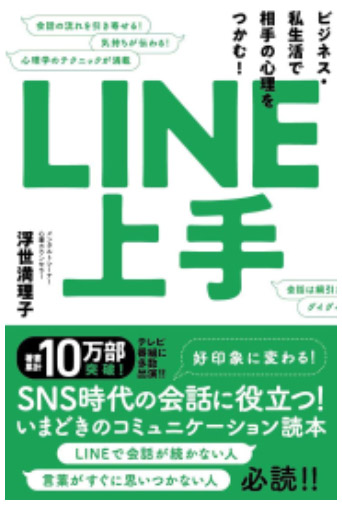 会話の流れを引き寄せる!
気持ちが伝わる!
心理学のテクニックが満載
ビジネス・
私生活で
相手の心理を
つかむ!
LINE
上手
メンタルトレーナー
心理カウンセラー
浮世満理子
会話は綱引き
グイグイ
著書
累計
10万部
突破!
テレビ
番組に
多数
出演!!
好印象に変わる!
SNS時代の会話に役立つ!
いまどきのコミュニケーション読本
LINEで会話が続かない人
言葉がすぐに思いつかない人
必読!!